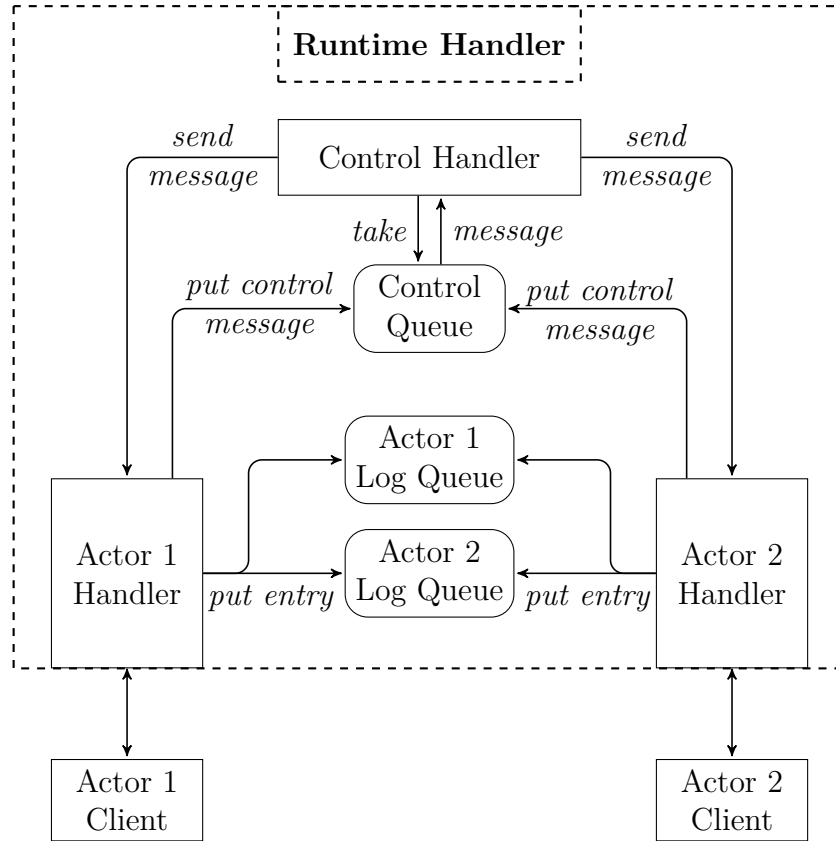 Runtime Handler
send
message
Control Handler
send
message
take
message
put control
message
Control
Queue
put control
message
Actor 1
Log Queue
Actor 1
Handler
put entry
Actor 2
Log Queue
put entry
Actor 2
Handler
Actor 1
Client
Actor 2
Client